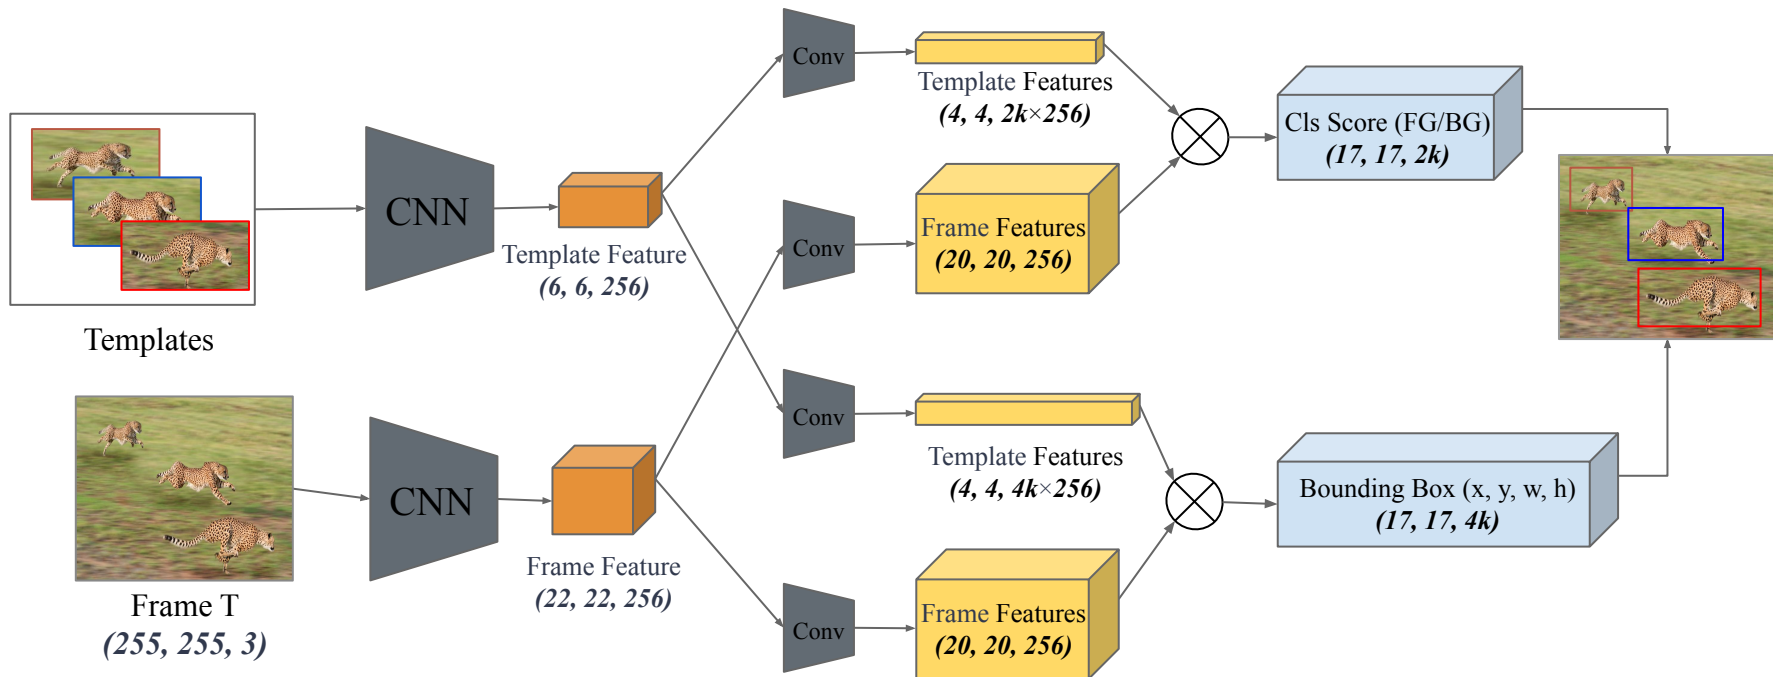 Templates
Frame T
(255, 255, 3)
CNN
CNN
Template Feature
(6, 6, 256)
Frame Feature
(22, 22, 256)
Conv
Conv
Conv
Conv
Template Features
(4, 4, 2k×256)
Frame Features
(20, 20, 256)
Template Features
(4, 4, 4k×256)
Frame Features
(20, 20, 256)
Cls Score (FG/BG)
(17, 17, 2k)
Bounding Box (x, y, w, h)
(17, 17, 4k)